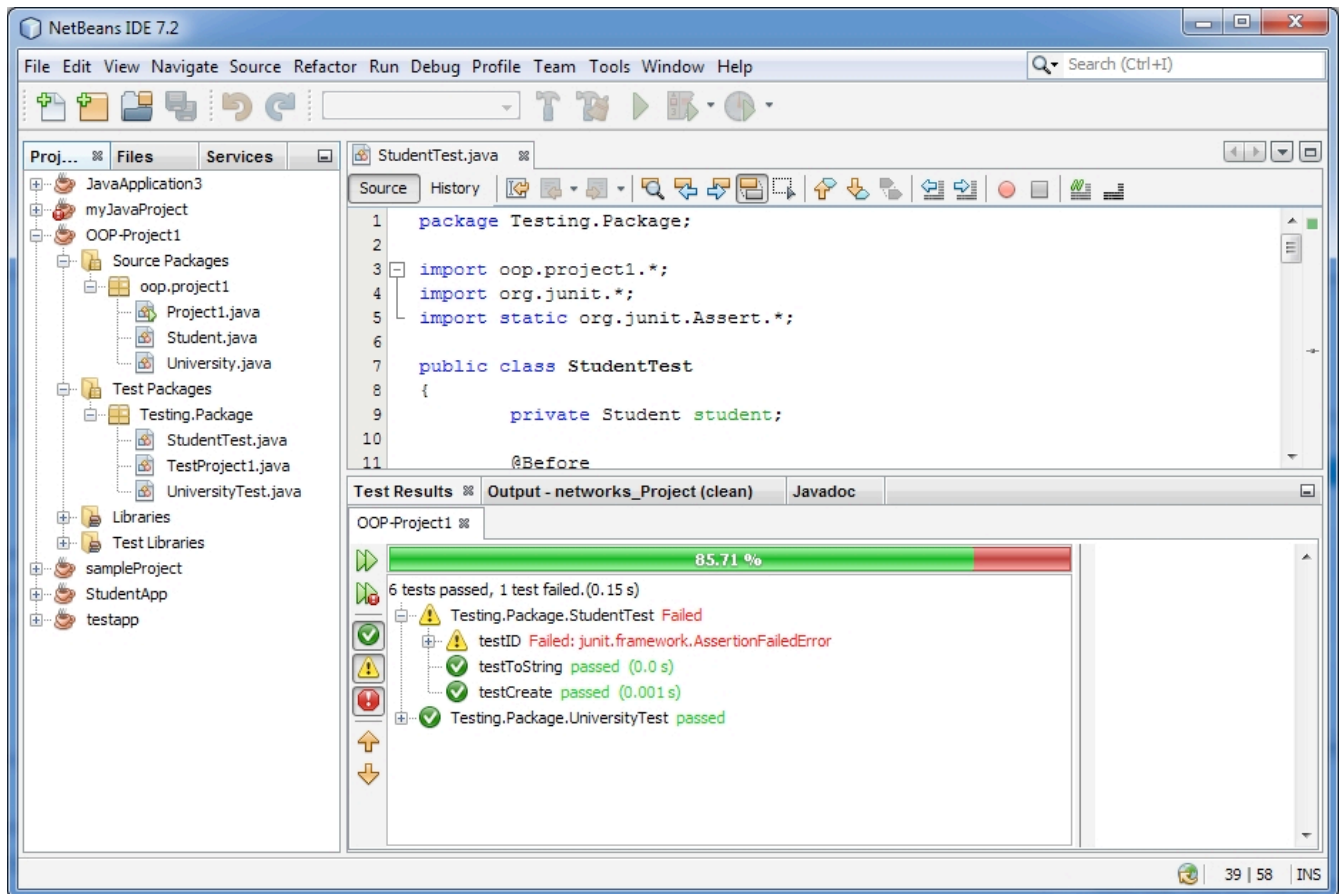 NetBeans IDE 7.2
File Edit View Navigate Source Refactor Run Debug Profile Team Tools Window Help
Search (Ctrl+I)
Proj... Files Services
JavaApplication3
myJavaProject
OOP-Project1
Source Packages
oop.project1
Project1.java
Student.java
University.java
Test Packages
Testing.Package
StudentTest.java
TestProject1.java
UniversityTest.java
Libraries
Test Libraries
sampleProject
StudentApp
testapp
StudentTest.java
Source History
1 package Testing.Package;
2
3 import oop.project1.*;
4 import org.junit.*;
5 import static org.junit.Assert.*;
6
7 public class StudentTest
8 {
9 private Student student;
10
11 @Before
Test Results Output - networks_Project (clean) Javadoc
OOP-Project1
85.71 %
6 tests passed, 1 test failed.(0.15 s)
Testing.Package.StudentTest Failed
testID Failed: junit.framework.AssertionFailedError
testToString passed (0.0 s)
testCreate passed (0.001 s)
Testing.Package.UniversityTest passed
39 | 58 INS